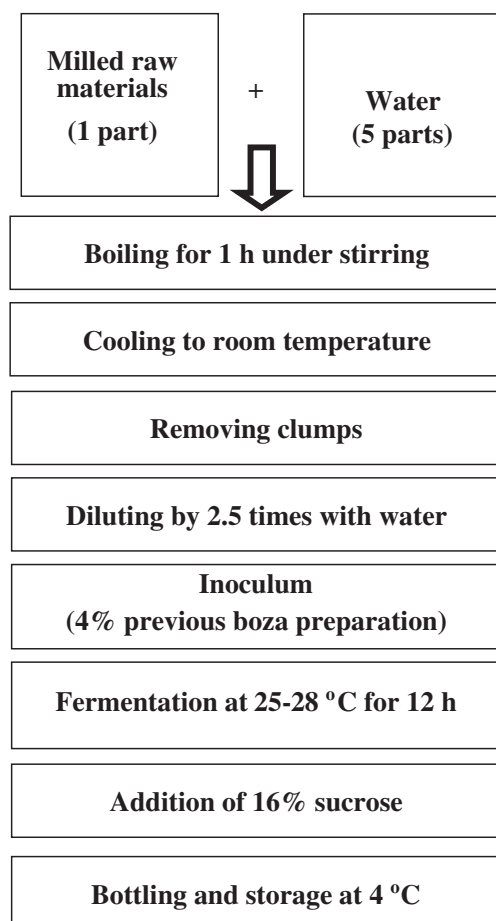 Milled raw
materials
(1 part)
+
Water
(5 parts)
Boiling for 1 h under stirring
Cooling to room temperature
Removing clumps
Diluting by 2.5 times with water
Inoculum
(4% previous boza preparation)
Fermentation at 25-28 ºC for 12 h
Addition of 16% sucrose
Bottling and storage at 4 ºC